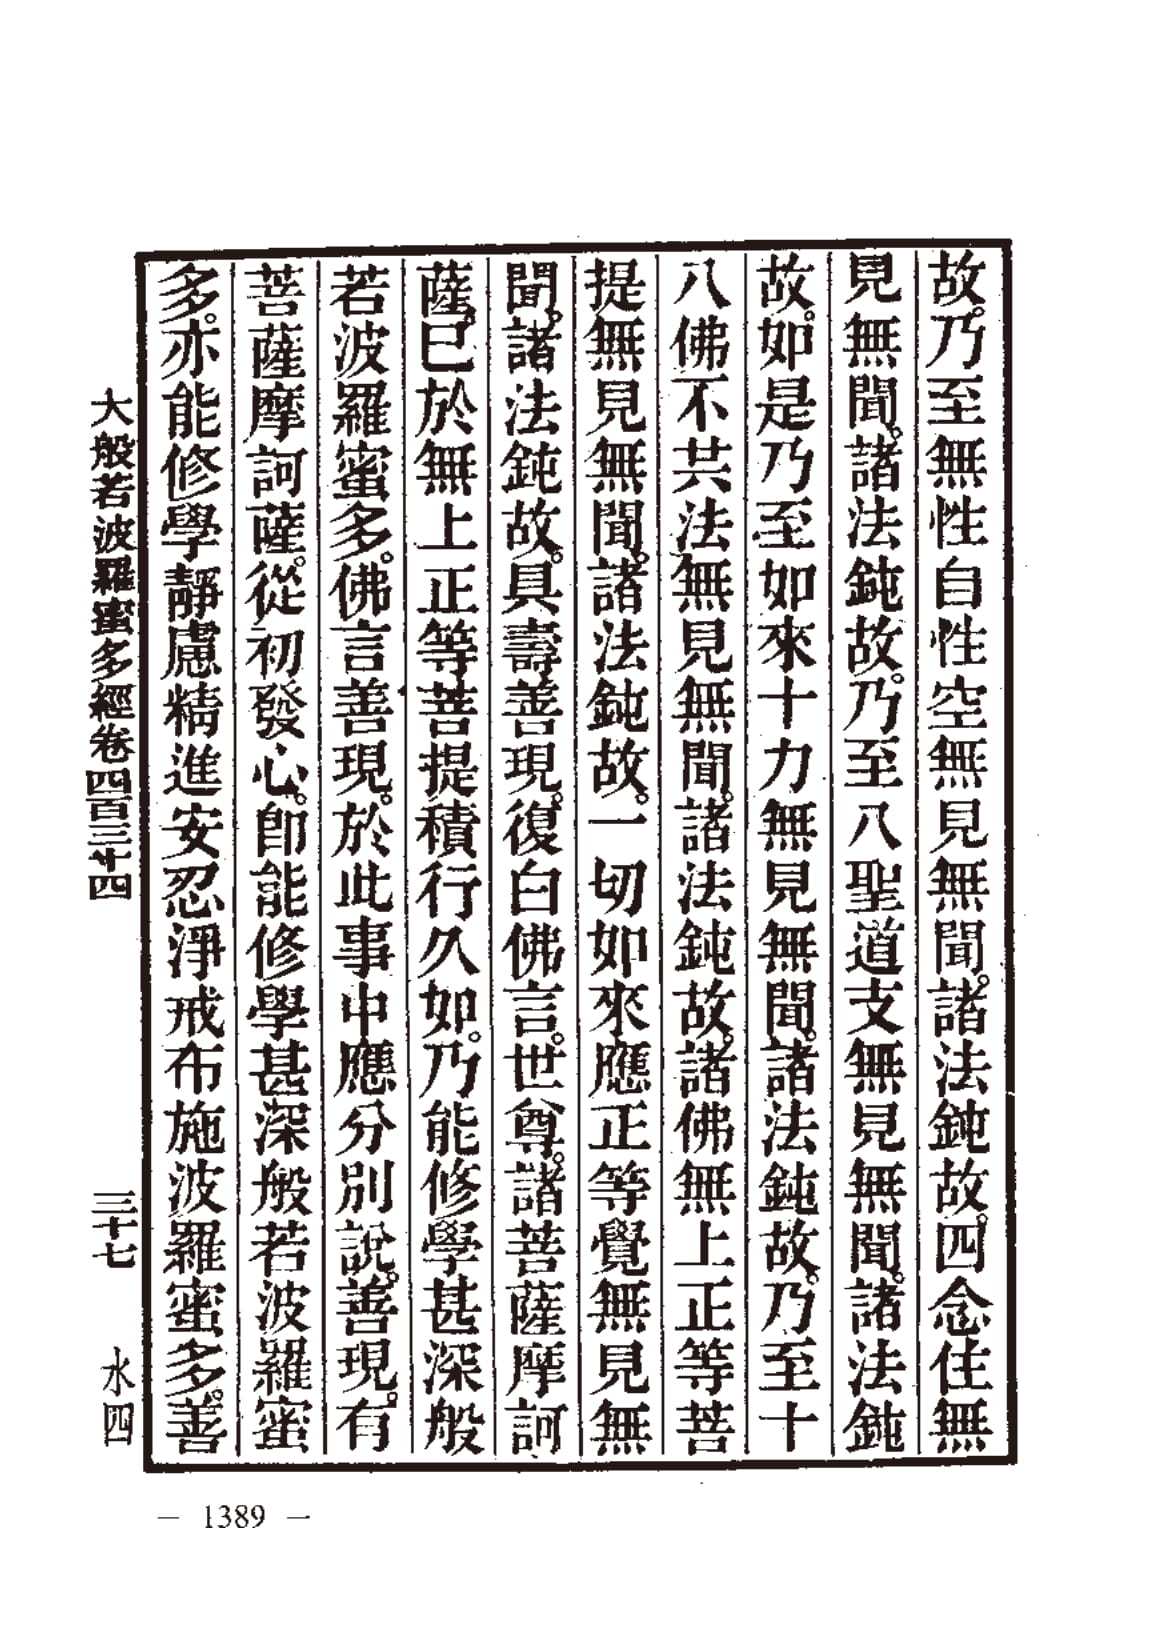 故。乃至無性自性空無見無聞。諸法鈍故。四念住無
見無聞。諸法鈍故。乃至八聖道支無見無聞。諸法鈍
故。如是乃至如來十力無見無聞。諸法鈍故。乃至十
八佛不共法無見無聞。諸法鈍故。諸佛無上正等菩
提無見無聞。諸法鈍故。一切如來應正等覺無見無
聞。諸法鈍故。具壽善現。復白佛言。世尊。諸菩薩摩訶
薩。已於無上正等菩提積行久如。乃能修學甚深般
若波羅蜜多。佛言善現。於此事中應分別說。善現。有
菩薩摩訶薩。從初發心。卽能修學甚深般若波羅蜜
多。亦能修學靜慮精進安忍淨戒布施波羅蜜多。善
大般若波羅蜜多經卷四百三十四 三十七 水四
— 1389 —